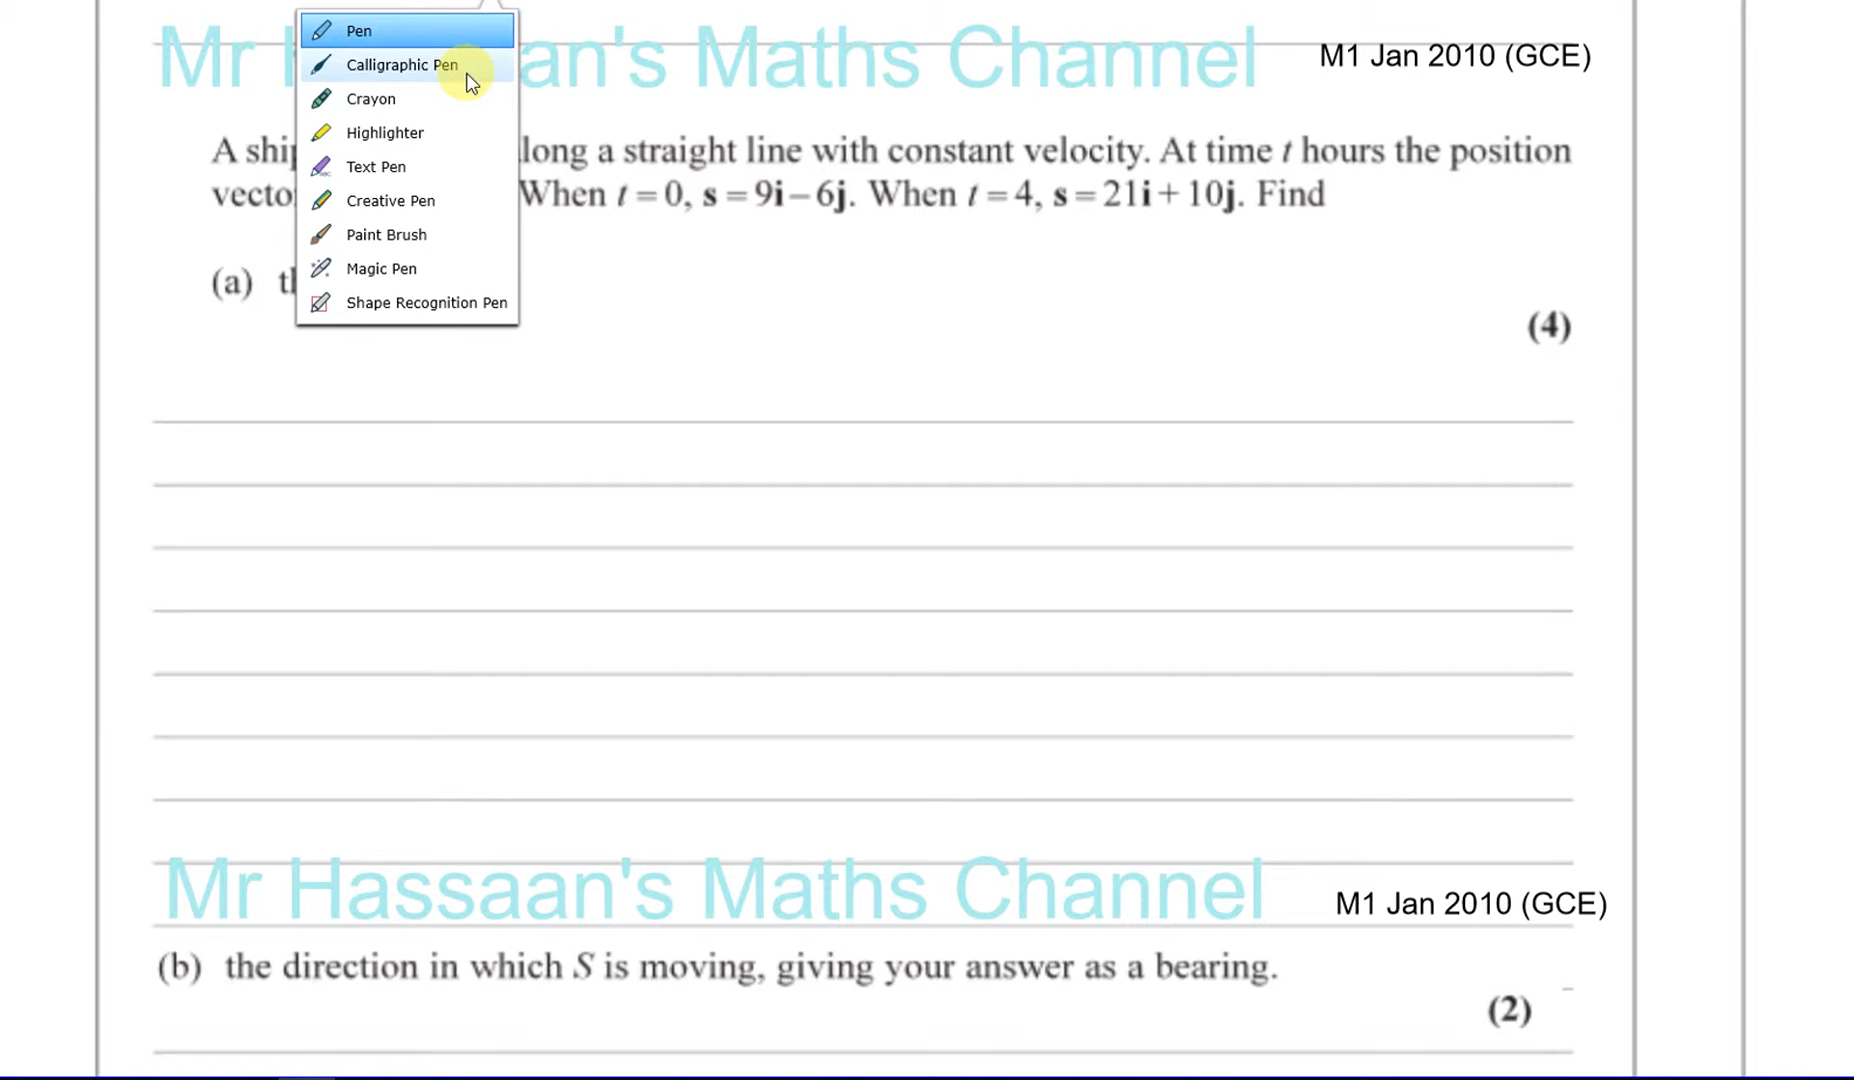 Pen
Calligraphic Pen
Crayon
Highlighter
Text Pen
Creative Pen
Paint Brush
Magic Pen
Shape Recognition Pen
Mr an's Maths Channel M1 Jan 2010 (GCE)
A ship along a straight line with constant velocity. At time t hours the position
vector When t = 0, s = 9i – 6j. When t = 4, s = 21i + 10j. Find
(a)
(4)
Mr Hassaan's Maths Channel M1 Jan 2010 (GCE)
(b) the direction in which S is moving, giving your answer as a bearing.
(2)